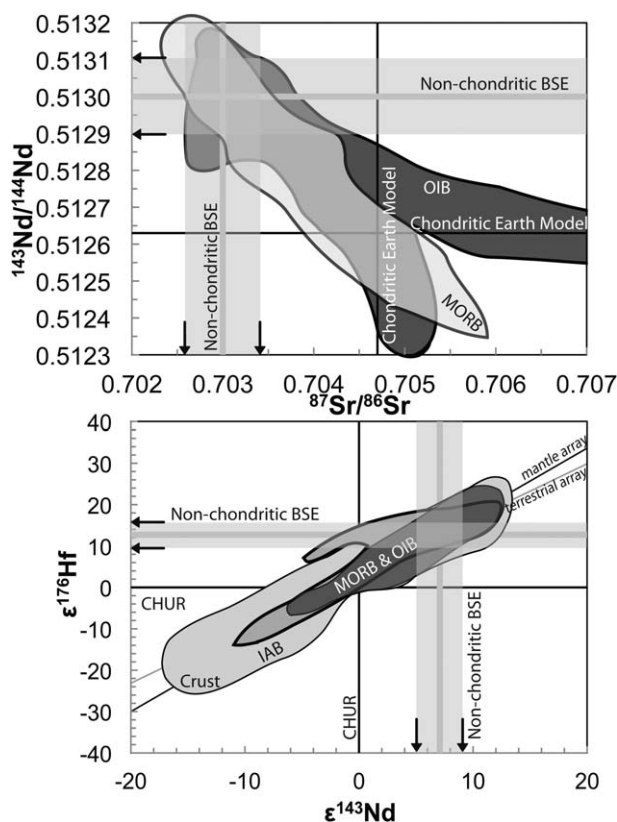 0.5132
0.5131
0.5130
0.5129
0.5128
0.5127
0.5126
0.5125
0.5124
0.5123
¹⁴³Nd/¹⁴⁴Nd
Non-chondritic BSE
OIB
Chondritic Earth Model
Non-chondritic BSE
Chondritic Earth Model
MORB
0.702
0.703
0.704
0.705
0.706
0.707
⁸⁷Sr/⁸⁶Sr
40
30
20
10
0
-10
-20
-30
-40
ε¹⁷⁶Hf
mantle array
terrestrial array
Non-chondritic BSE
MORB & OIB
CHUR
IAB
Crust
CHUR
Non-chondritic BSE
-20
-10
0
10
20
ε¹⁴³Nd